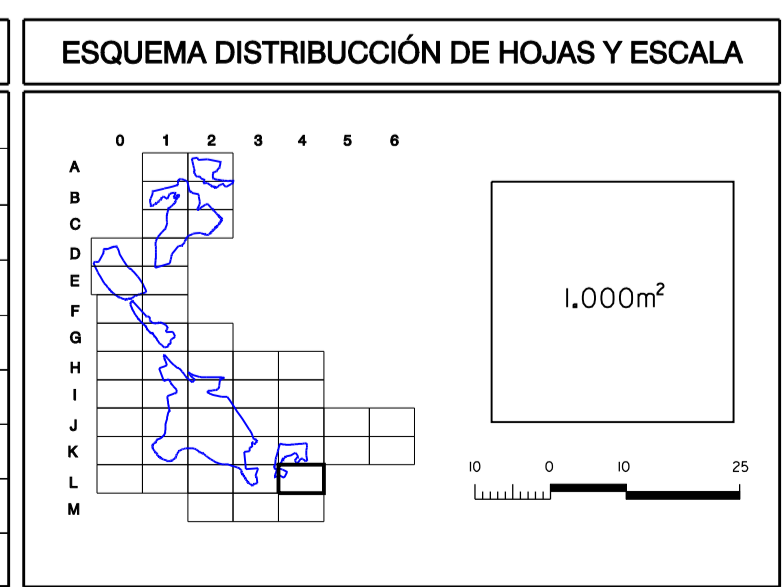 ESQUEMA DISTRIBUCCIÓN DE HOJAS Y ESCALA
0 1 2 3 4 5 6
A
B
C
D
E
F
G
H
I
J
K
L
M
1.000m²
10 0 10 25